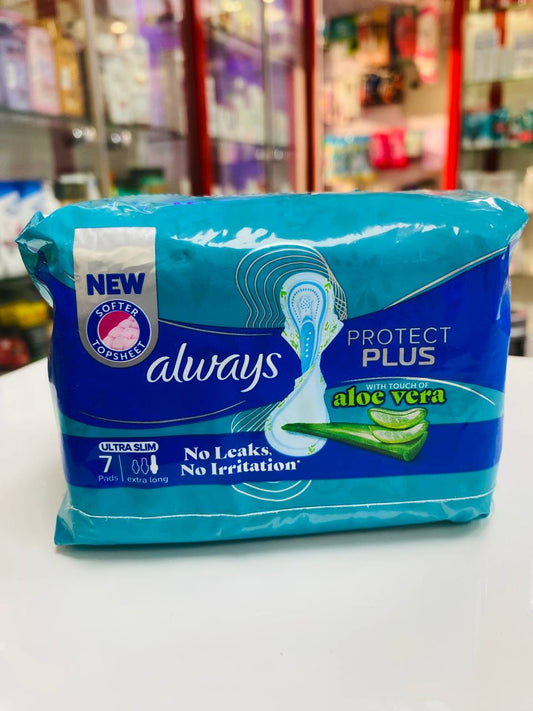 NEW
SOFTER
TOPSHEET
always
PROTECT
PLUS
WITH TOUCH OF
aloe vera
ULTRA SLIM
7
Pads
extra long
No Leaks,
No Irritation*